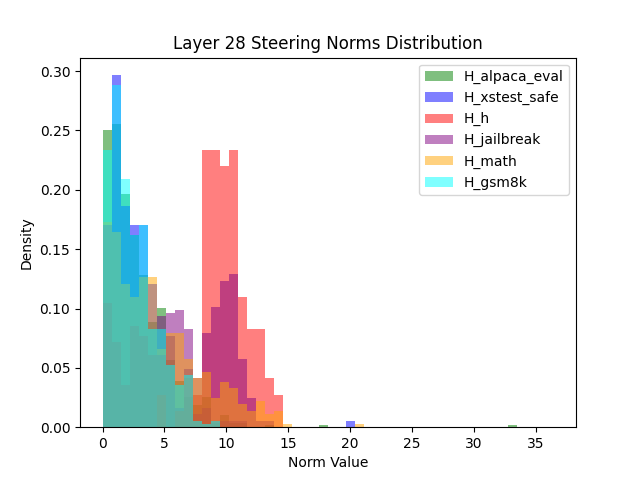 Layer 28 Steering Norms Distribution
0.30
0.25
0.20
0.15
0.10
0.05
0.00
Density
H_alpaca_eval
H_xstest_safe
H_h
H_jailbreak
H_math
H_gsm8k
0
5
10
15
20
25
30
35
Norm Value